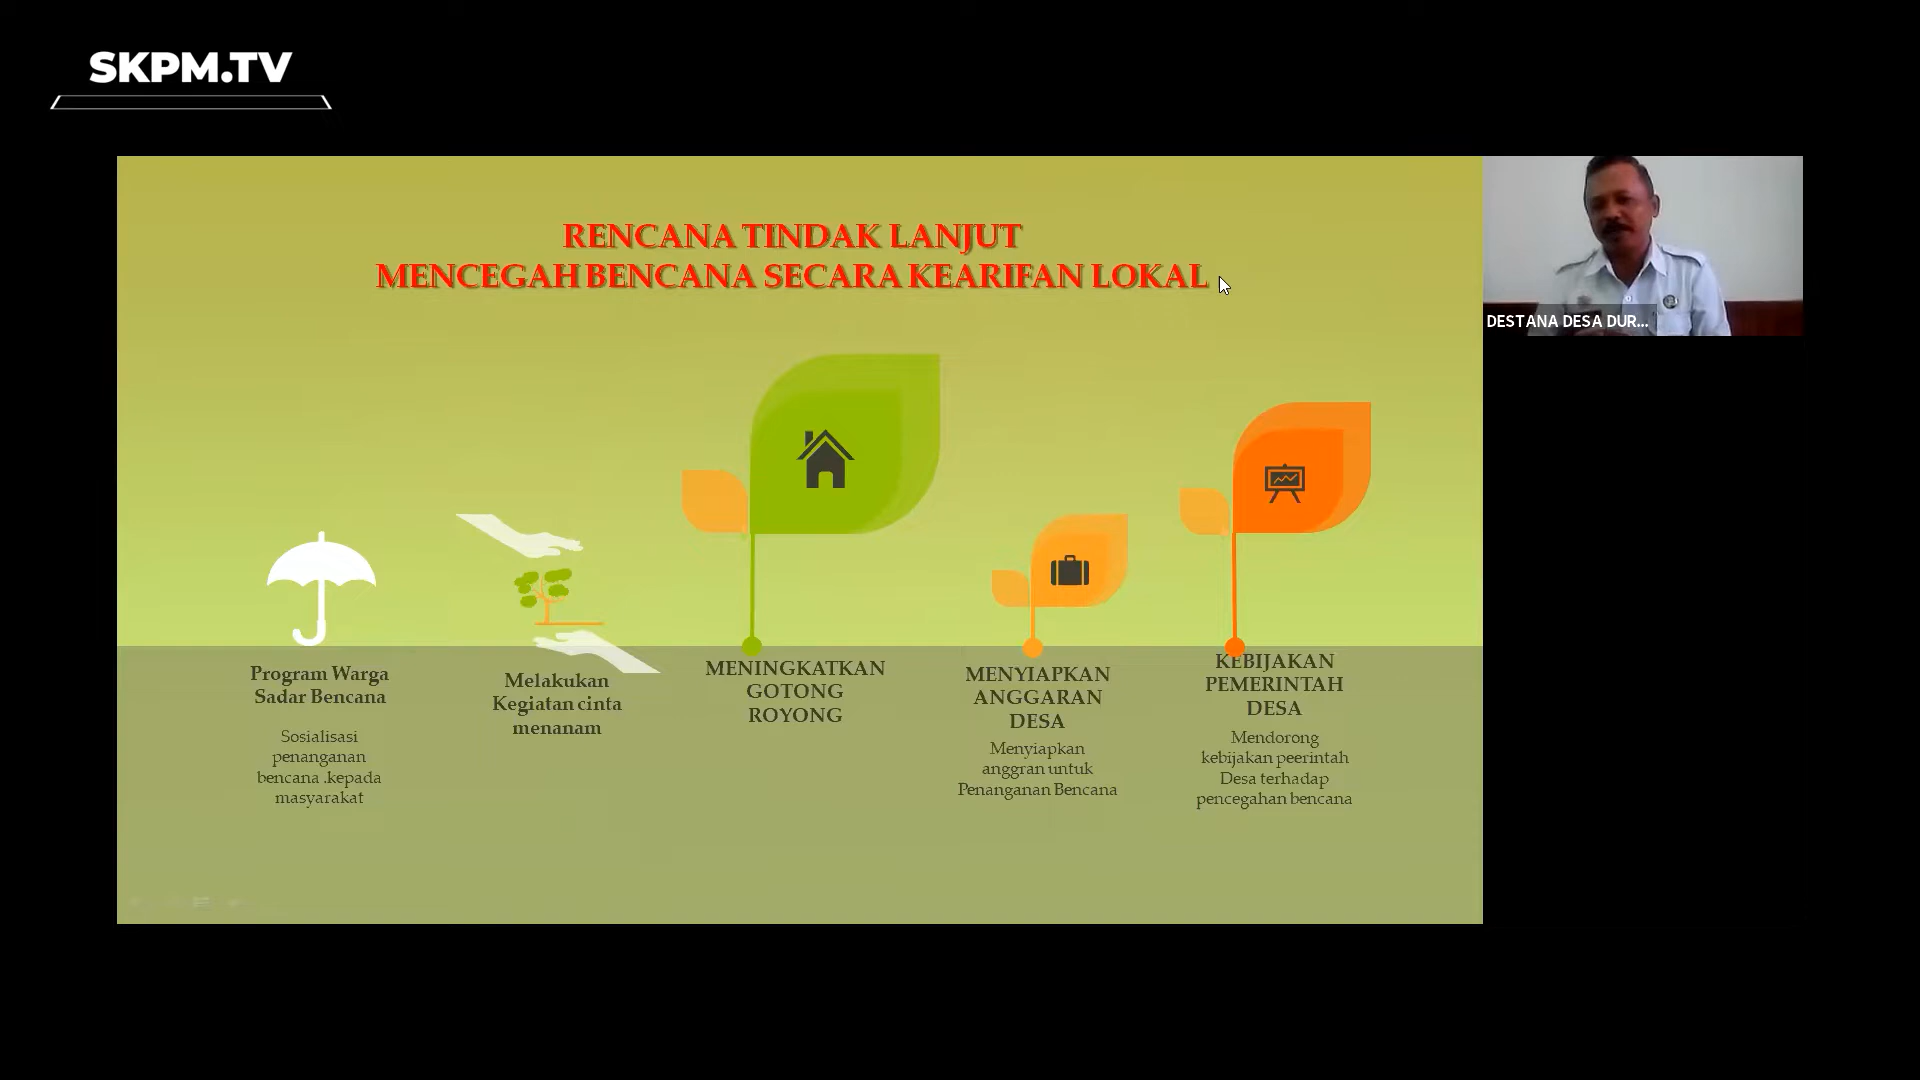 SKPM.TV
RENCANA TINDAK LANJUT
MENCEGAH BENCANA SECARA KEARIFAN LOKAL
DESTANA DESA DUR...
Program Warga
Sadar Bencana
Sosialisasi
penanganan
bencana .kepada
masyarakat
Melakukan
Kegiatan cinta
menanam
MENINGKATKAN
GOTONG
ROYONG
MENYIAPKAN
ANGGARAN
DESA
Menyiapkan
anggran untuk
Penanganan Bencana
KEBIJAKAN
PEMERINTAH
DESA
Mendorong
kebijakan peerintah
Desa terhadap
pencegahan bencana